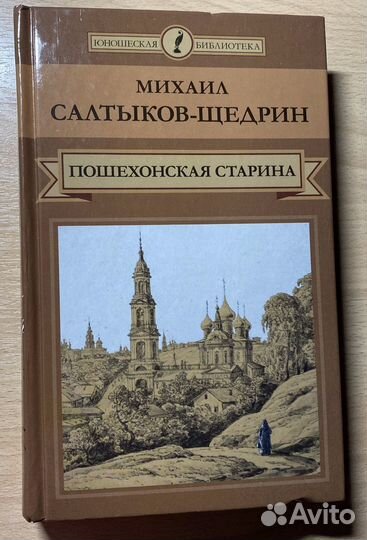 ЮНОШЕСКАЯ БИБЛИОТЕКА
МИХАИЛ
САЛТЫКОВ-ЩЕДРИН
ПОШЕХОНСКАЯ СТАРИНА
Avito